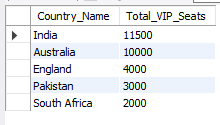 Country_Name Total_VIP_Seats
India 11500
Australia 10000
England 4000
Pakistan 3000
South Africa 2000